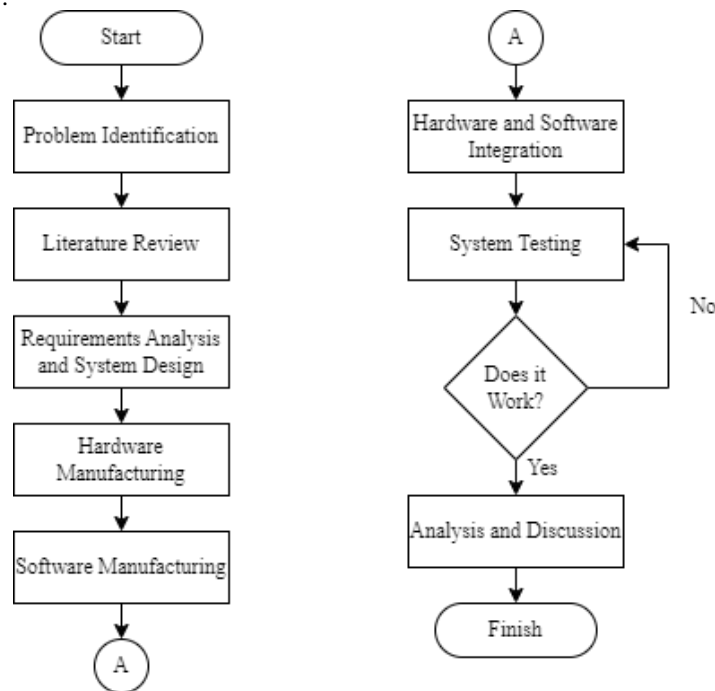 .
Start
Problem Identification
Literature Review
Requirements Analysis
and System Design
Hardware
Manufacturing
Software Manufacturing
A
A
Hardware and Software
Integration
System Testing
No
Does it
Work?
Yes
Analysis and Discussion
Finish